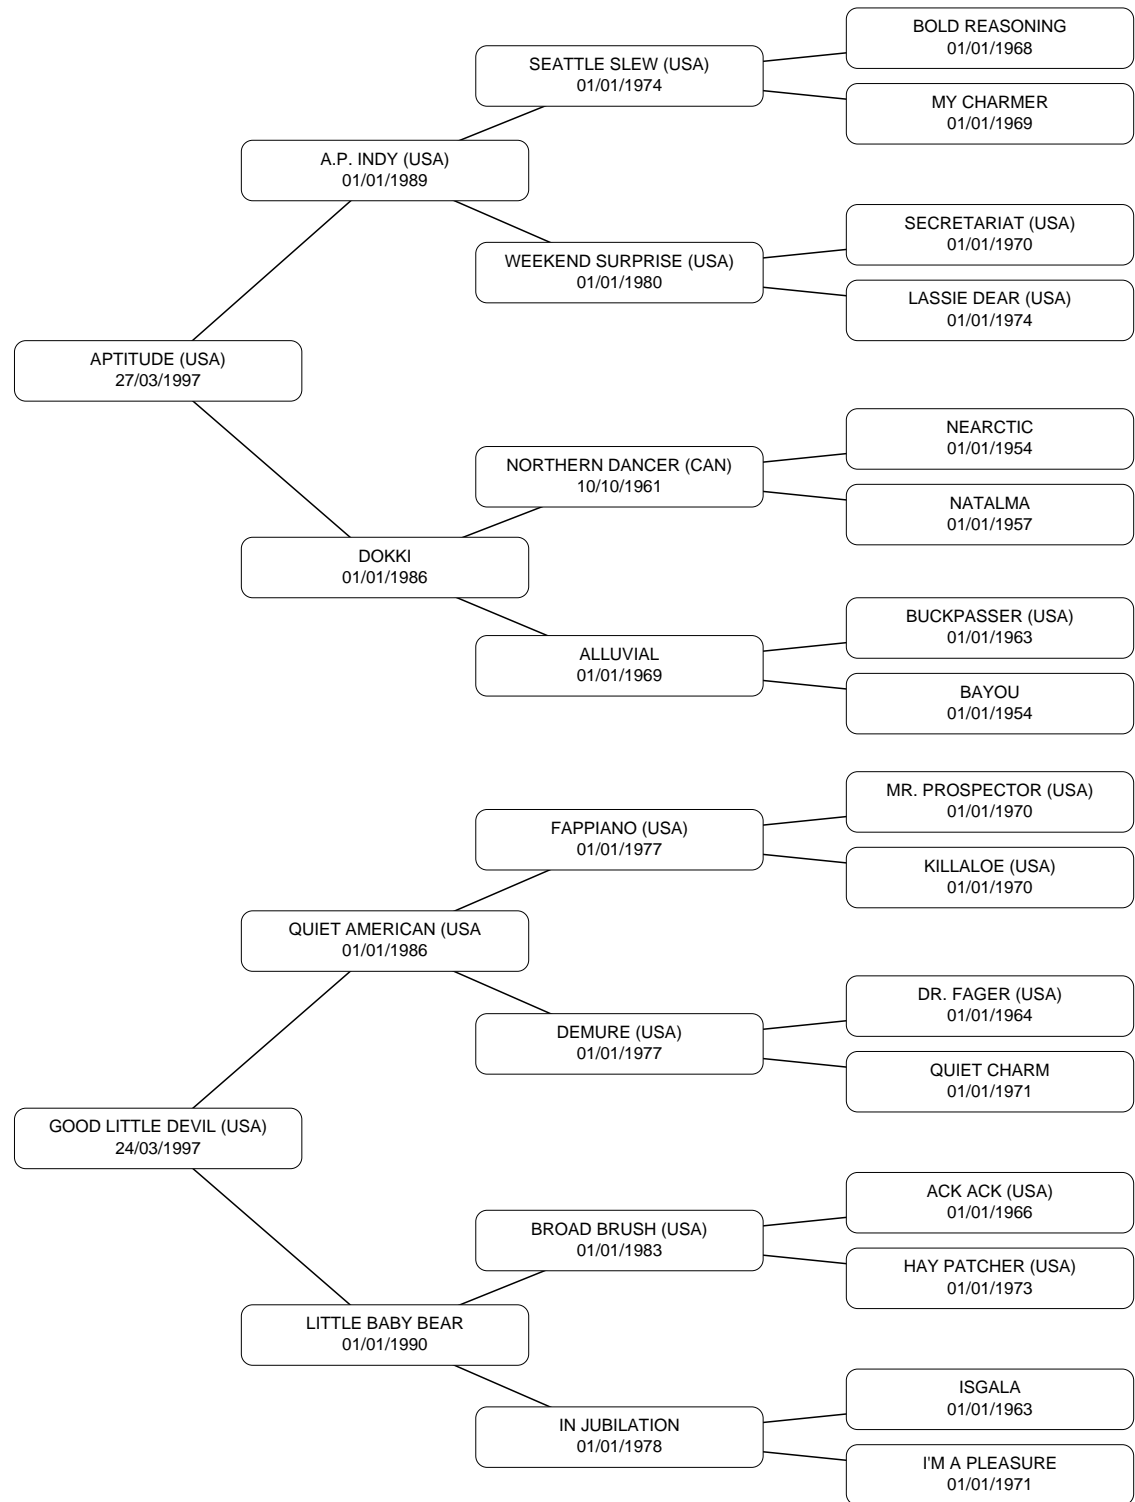 BOLD REASONING
01/01/1968
SEATTLE SLEW (USA)
01/01/1974
MY CHARMER
01/01/1969
A.P. INDY (USA)
01/01/1989
SECRETARIAT (USA)
01/01/1970
WEEKEND SURPRISE (USA)
01/01/1980
LASSIE DEAR (USA)
01/01/1974
APTITUDE (USA)
27/03/1997
NEARCTIC
01/01/1954
NORTHERN DANCER (CAN)
10/10/1961
NATALMA
01/01/1957
DOKKI
01/01/1986
BUCKPASSER (USA)
01/01/1963
ALLUVIAL
01/01/1969
BAYOU
01/01/1954
MR. PROSPECTOR (USA)
01/01/1970
FAPPIANO (USA)
01/01/1977
KILLALOE (USA)
01/01/1970
QUIET AMERICAN (USA
01/01/1986
DR. FAGER (USA)
01/01/1964
DEMURE (USA)
01/01/1977
QUIET CHARM
01/01/1971
GOOD LITTLE DEVIL (USA)
24/03/1997
ACK ACK (USA)
01/01/1966
BROAD BRUSH (USA)
01/01/1983
HAY PATCHER (USA)
01/01/1973
LITTLE BABY BEAR
01/01/1990
ISGALA
01/01/1963
IN JUBILATION
01/01/1978
I'M A PLEASURE
01/01/1971